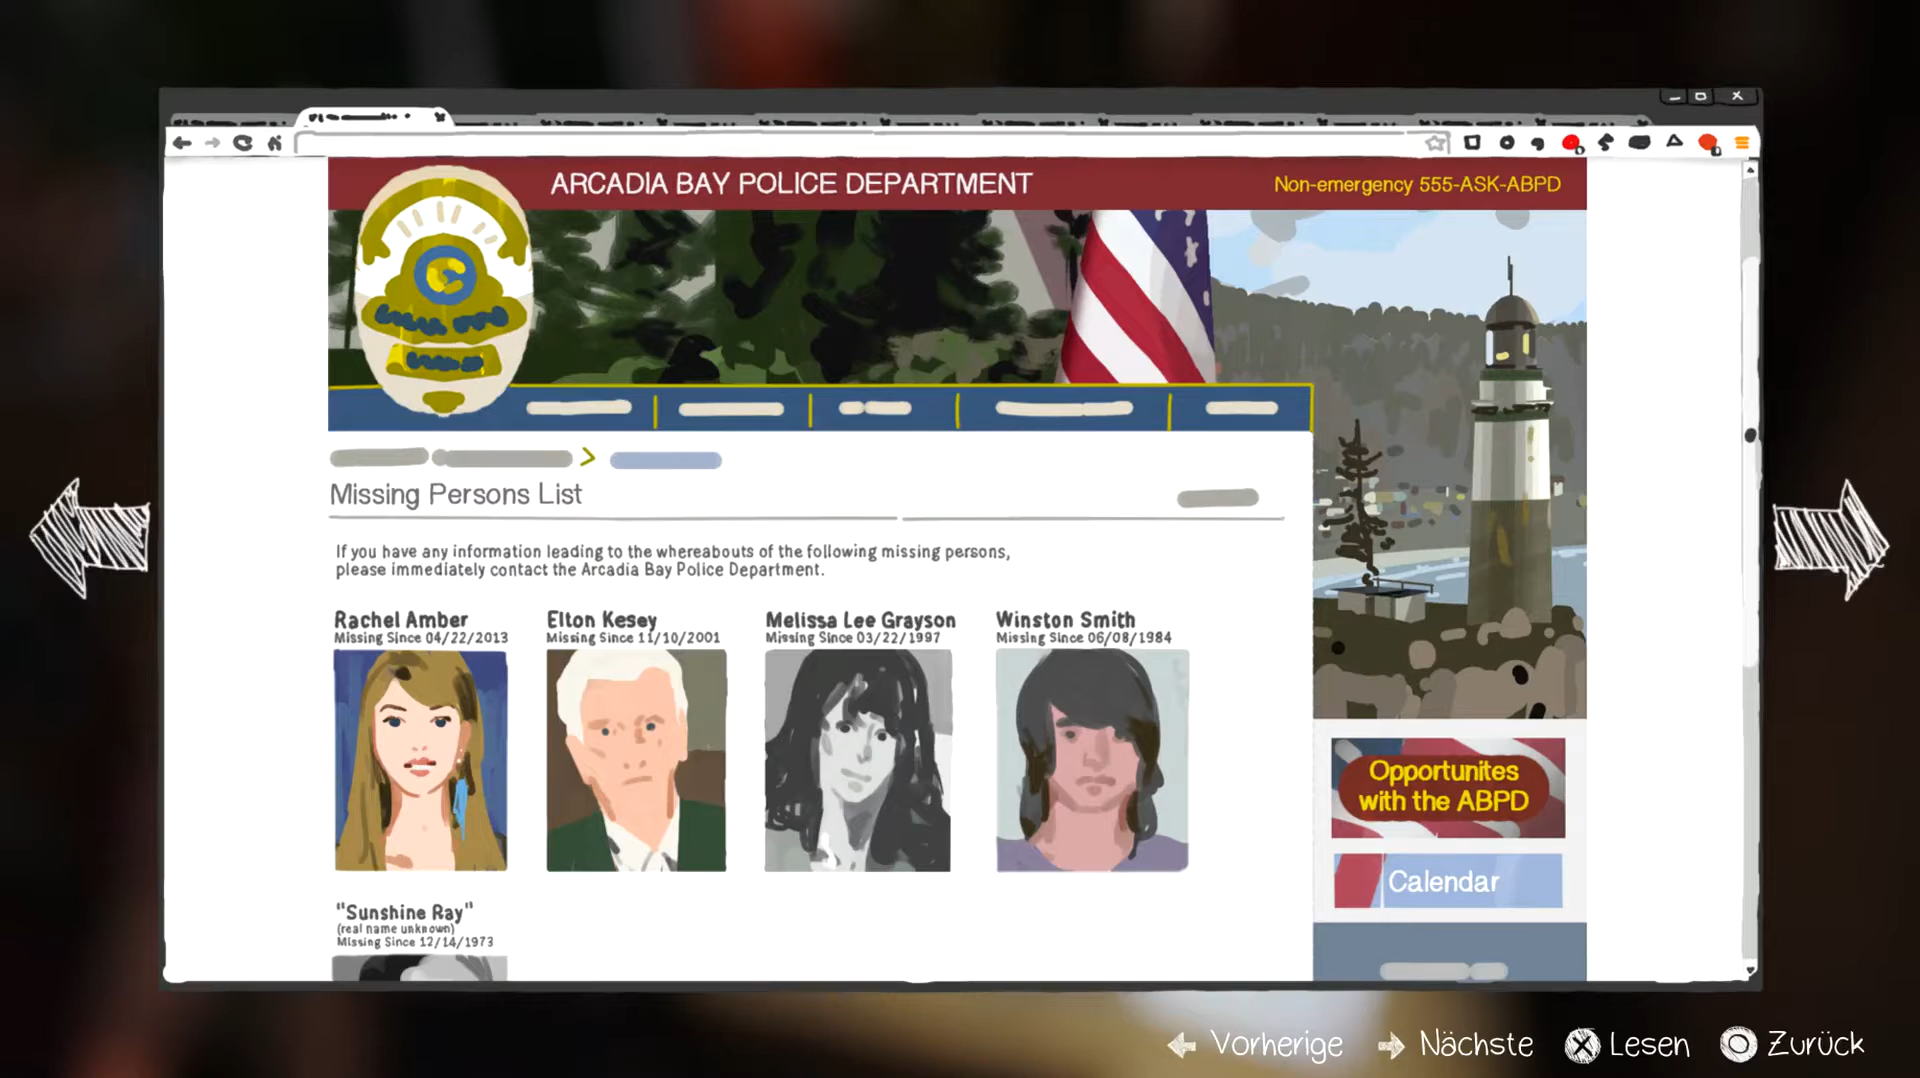 ARCADIA BAY POLICE DEPARTMENT
Non-emergency 555-ASK-ABPD
Missing Persons List
If you have any information leading to the whereabouts of the following missing persons,
please immediately contact the Arcadia Bay Police Department.
Rachel Amber
Missing Since 04/22/2013
Elton Kesey
Missing Since 11/10/2001
Melissa Lee Grayson
Missing Since 03/22/1997
Winston Smith
Missing Since 06/08/1984
"Sunshine Ray"
(real name unknown)
Missing Since 12/14/1973
Opportunites
with the ABPD
Calendar
Vorherige
Nächste
Lesen
Zurück